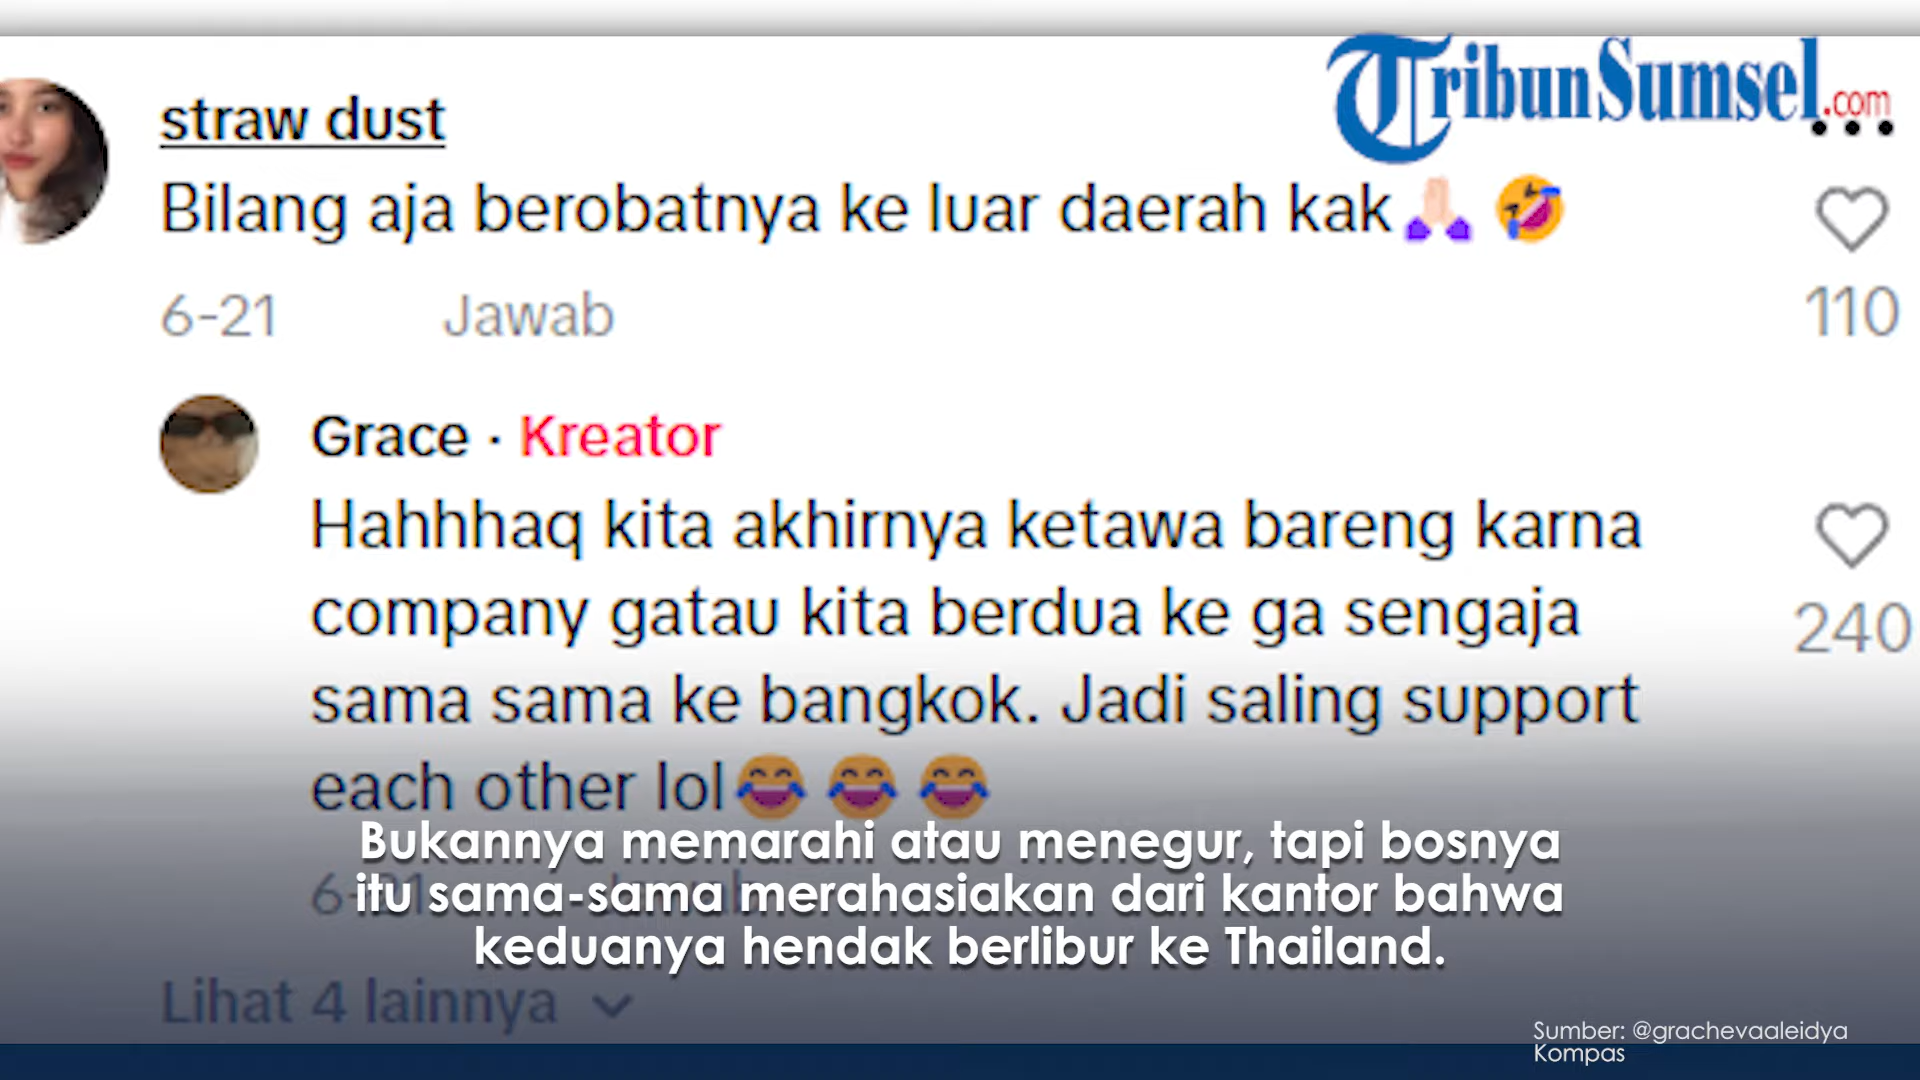 TribunSumsel.com
straw dust
Bilang aja berobatnya ke luar daerah kak🙏🏻 🤣
6-21 Jawab
110
Grace · Kreator
Hahhhaq kita akhirnya ketawa bareng karna
company gatau kita berdua ke ga sengaja
sama sama ke bangkok. Jadi saling support
each other lol😂 😂 😂
240
6-21 Jawab
Bukannya memarahi atau menegur, tapi bosnya
itu sama-sama merahasiakan dari kantor bahwa
keduanya hendak berlibur ke Thailand.
Lihat 4 lainnya
Sumber: @grachevaaleidya
Kompas